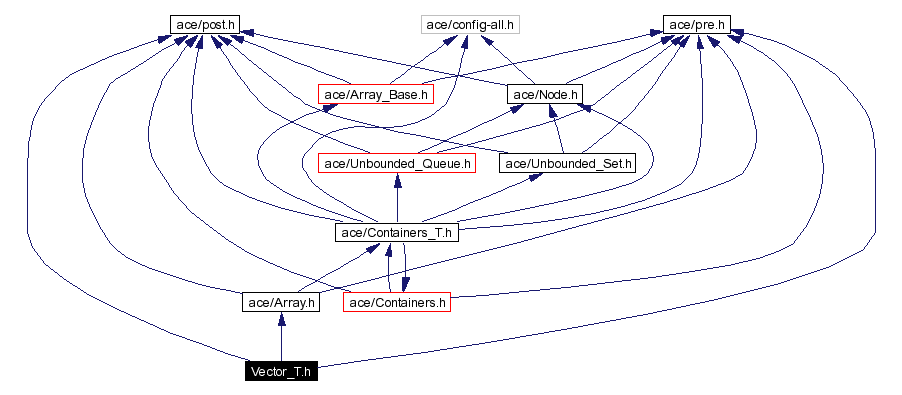 ace/post.h
ace/config-all.h
ace/pre.h
ace/Array_Base.h
ace/Node.h
ace/Unbounded_Queue.h
ace/Unbounded_Set.h
ace/Containers_T.h
ace/Array.h
ace/Containers.h
Vector_T.h